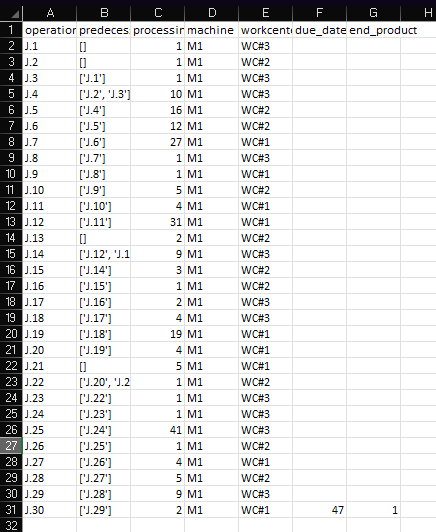 A B C D E F G H
1 operation predeces processin machine workcente due_date end_product
2 J.1 [] 1 M1 WC#3
3 J.2 [] 1 M1 WC#3
4 J.3 ['J.1'] 1 M1 WC#2
5 J.4 ['J.2', 'J.3'] 10 M1 WC#3
6 J.5 ['J.4'] 16 M1 WC#2
7 J.6 ['J.5'] 12 M1 WC#2
8 J.7 ['J.6'] 27 M1 WC#1
9 J.8 ['J.7'] 1 M1 WC#3
10 J.9 ['J.8'] 1 M1 WC#1
11 J.10 ['J.9'] 5 M1 WC#2
12 J.11 ['J.10'] 4 M1 WC#1
13 J.12 ['J.11'] 31 M1 WC#1
14 J.13 [] 2 M1 WC#2
15 J.14 ['J.12', 'J.1 9 M1 WC#3
16 J.15 ['J.14'] 3 M1 WC#2
17 J.16 ['J.15'] 1 M1 WC#2
18 J.17 ['J.16'] 2 M1 WC#3
19 J.18 ['J.17'] 4 M1 WC#3
20 J.19 ['J.18'] 19 M1 WC#1
21 J.20 ['J.19'] 4 M1 WC#1
22 J.21 [] 5 M1 WC#1
23 J.22 ['J.20', 'J.2 1 M1 WC#2
24 J.23 ['J.22'] 1 M1 WC#3
25 J.24 ['J.23'] 1 M1 WC#3
26 J.25 ['J.24'] 41 M1 WC#3
27 J.26 ['J.25'] 1 M1 WC#2
28 J.27 ['J.26'] 4 M1 WC#1
29 J.28 ['J.27'] 5 M1 WC#2
30 J.29 ['J.28'] 9 M1 WC#3
31 J.30 ['J.29'] 2 M1 WC#1 47 1
32